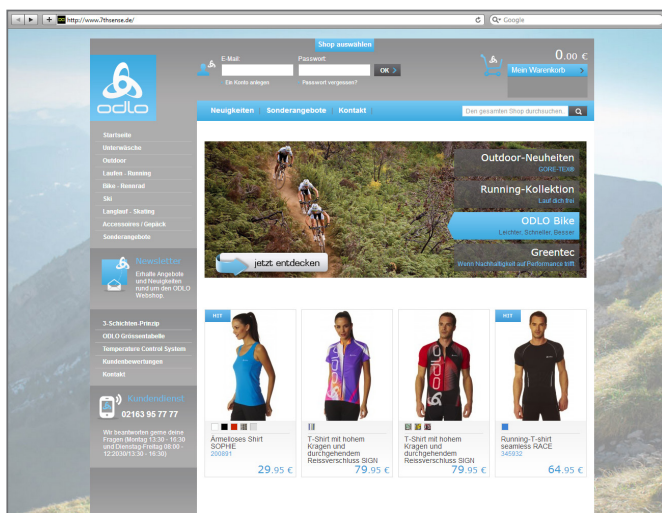 http://www.7thsense.de/
Google
Shop auswählen
E-Mail:
Passwort:
OK
Ein Konto anlegen
Passwort vergessen?
0.00 €
Mein Warenkorb
odlo
Neuigkeiten
Sonderangebote
Kontakt
Den gesamten Shop durchsuchen...
Startseite
Unterwäsche
Outdoor
Laufen - Running
Bike - Rennrad
Ski
Langlauf - Skating
Accessoires / Gepäck
Sonderangebote
Outdoor-Neuheiten
GORE-TEX®
Running-Kollektion
Lauf dich frei
ODLO Bike
Leichter, Schneller, Besser
Greentec
Wenn Nachhaltigkeit auf Performance trifft
jetzt entdecken
Newsletter
Erhalte Angebote
und Neuigkeiten
rund um den ODLO
Webshop.
3-Schichten-Prinzip
ODLO Grössentabelle
Temperature Control System
Kundenbewertungen
Kontakt
Kundendienst
02163 95 77 77
Wir beantworten gerne deine
Fragen (Montag 13:30 - 16:30
und Dienstag-Freitag 08:00 -
12:2030/13:30 - 16:30)
HIT
Ärmelloses Shirt
SOPHIE
200891
29.95 €
T-Shirt mit hohem
Kragen und
durchgehendem
Reissverschluss SIGN
79.95 €
T-Shirt mit hohem
Kragen und
durchgehendem
Reissverschluss SIGN
79.95 €
HIT
Running-T-shirt
seamless RACE
345932
64.95 €